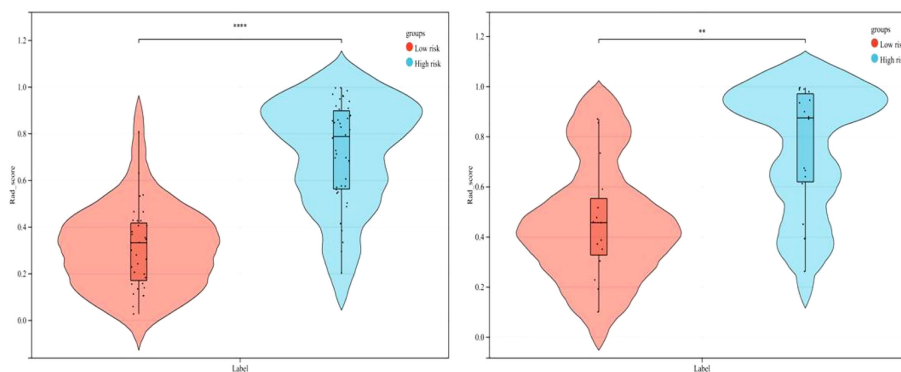 ****
groups
Low risk
High risk
1.2
1.0
0.8
0.6
0.4
0.2
0.0
Rad_score
Label
**
groups
Low risk
High ri
1.2
1.0
0.8
0.6
0.4
0.2
0.0
Rad_score
Label